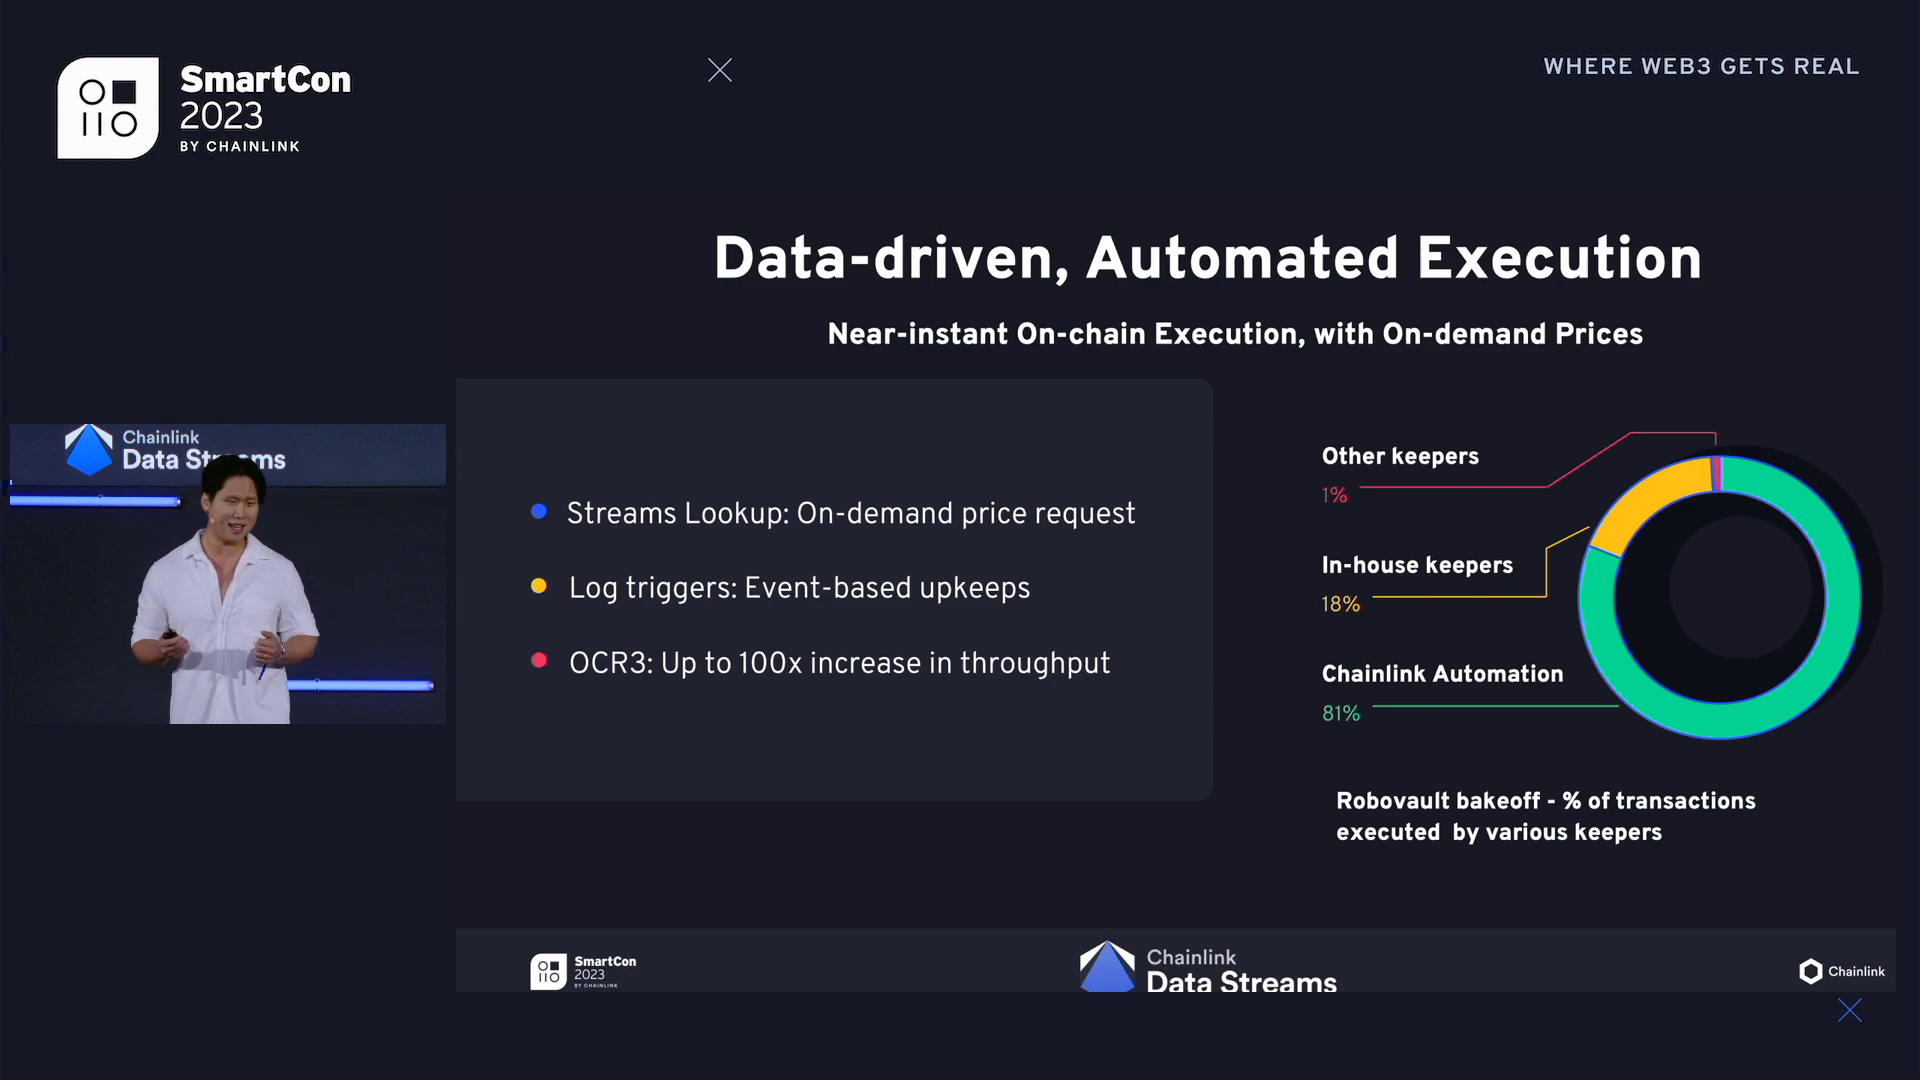 SmartCon
2023
BY CHAINLINK
WHERE WEB3 GETS REAL
Data-driven, Automated Execution
Near-instant On-chain Execution, with On-demand Prices
Chainlink
Data Streams
Streams Lookup: On-demand price request
Log triggers: Event-based upkeeps
OCR3: Up to 100x increase in throughput
Other keepers
1%
In-house keepers
18%
Chainlink Automation
81%
Robovault bakeoff - % of transactions
executed by various keepers
SmartCon
2023
BY CHAINLINK
Chainlink
Data Streams
Chainlink